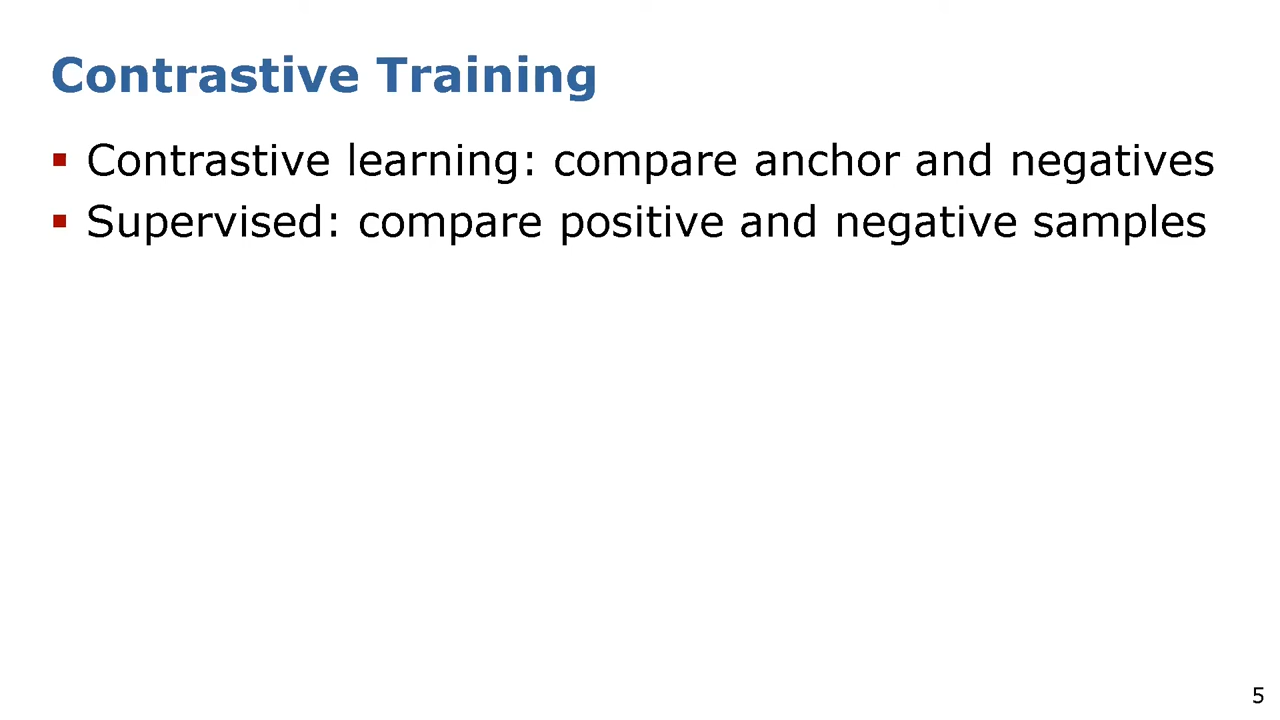 Contrastive Training
▪ Contrastive learning: compare anchor and negatives
▪ Supervised: compare positive and negative samples
5